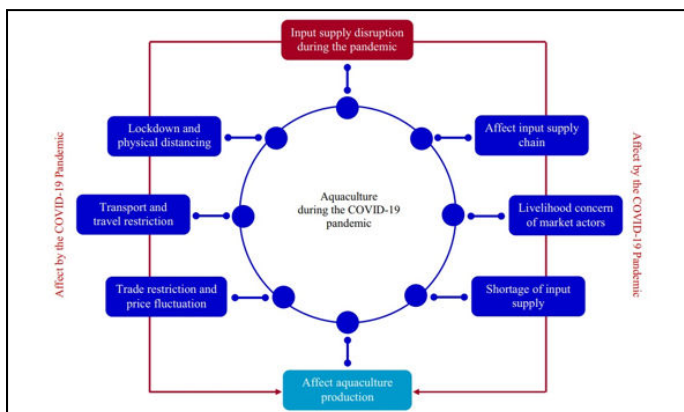 Input supply disruption
during the pandemic
Lockdown and
physical distancing
Affect input supply
chain
Affect by the COVID-19 Pandemic
Transport and
travel restriction
Aquaculture
during the COVID-19
pandemic
Livelihood concern
of market actors
Affect by the COVID-19 Pandemic
Trade restriction and
price fluctuation
Shortage of input
supply
Affect aquaculture
production